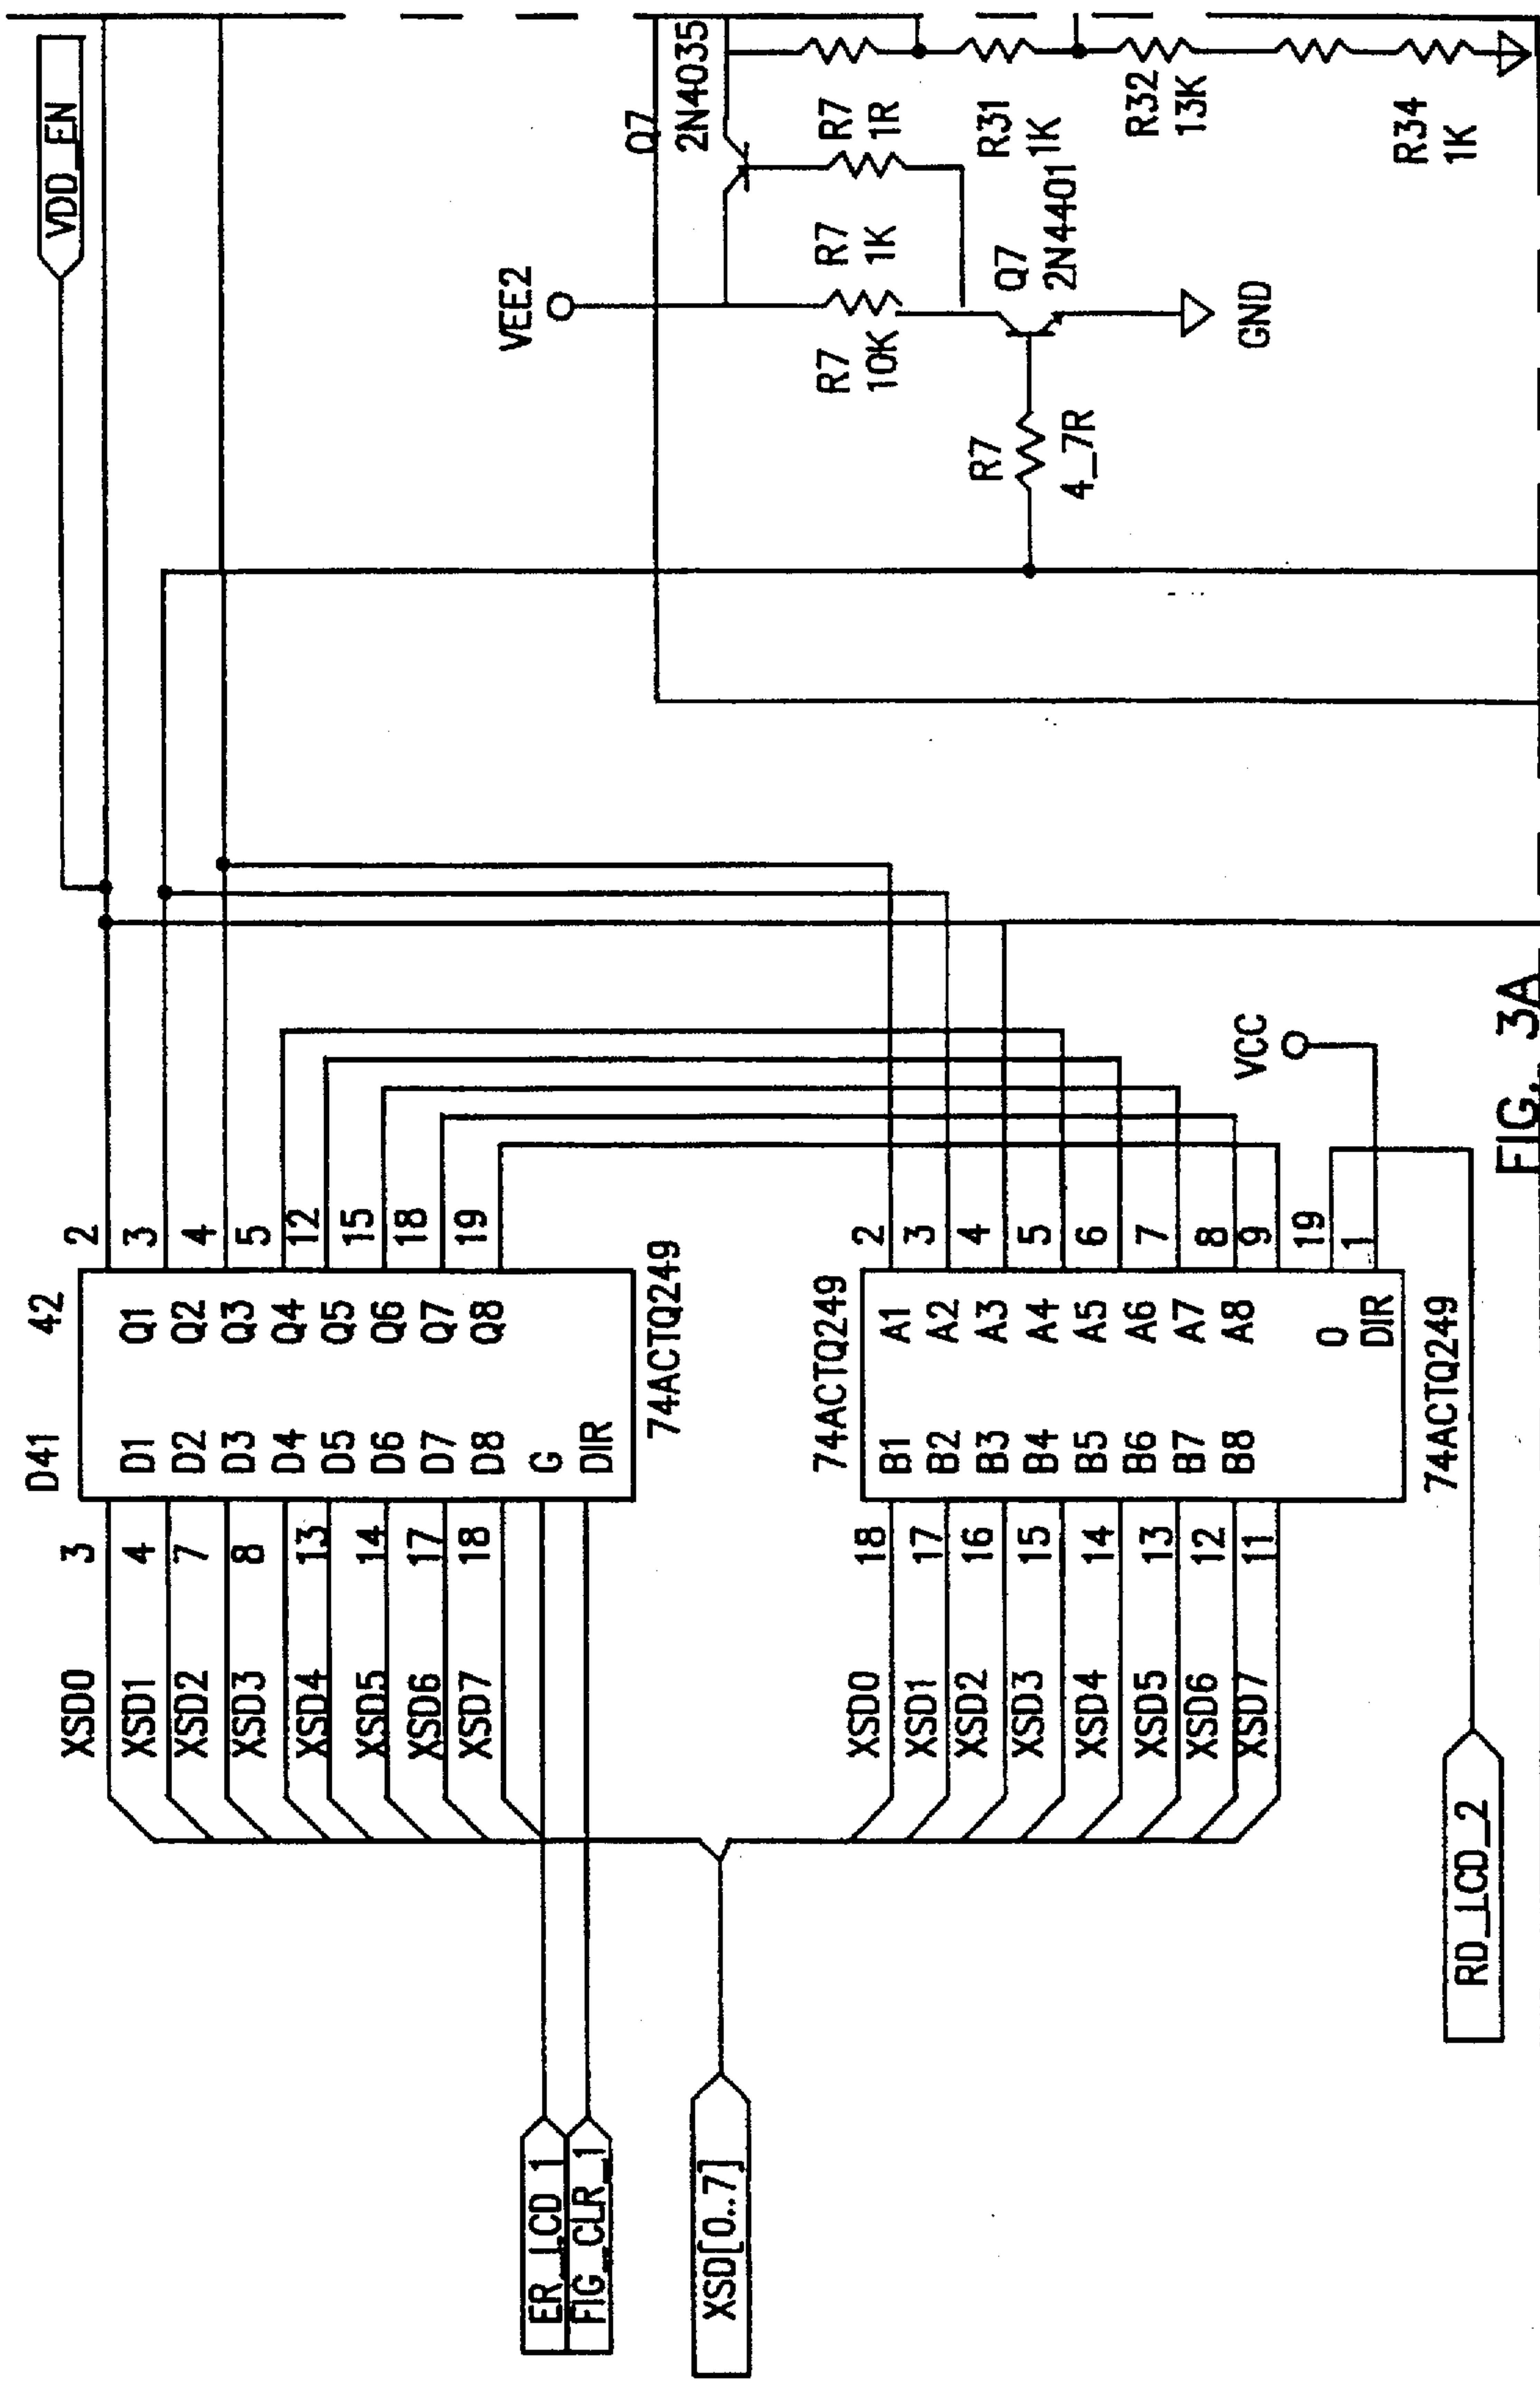 VDD_EN
D41 42
XSD0 3 D1 Q1 2
XSD1 4 D2 Q2 3
XSD2 7 D3 Q3 4
XSD3 8 D4 Q4 5
XSD4 13 D5 Q5 12
XSD5 14 D6 Q6 15
XSD6 17 D7 Q7 18
XSD7 18 D8 Q8 19
ER_LCD_1 G
FIG_CLR_1 DIR
74ACTQ249
XSD[0..7]
74ACTQ249
XSD0 18 B1 A1 2
XSD1 17 B2 A2 3
XSD2 16 B3 A3 4
XSD3 15 B4 A4 5
XSD4 14 B5 A5 6
XSD5 13 B6 A6 7
XSD6 12 B7 A7 8
XSD7 11 B8 A8 9
O 19
DIR 1
74ACTQ249
VCC
RD_LCD_2
VEE2
Q7
2N4035
R7
10K
R7
1K
R7
1R
R7
4_7R
Q7
2N4401
GND
R31
1K
R32
13K
R34
1K
FIG. 3A